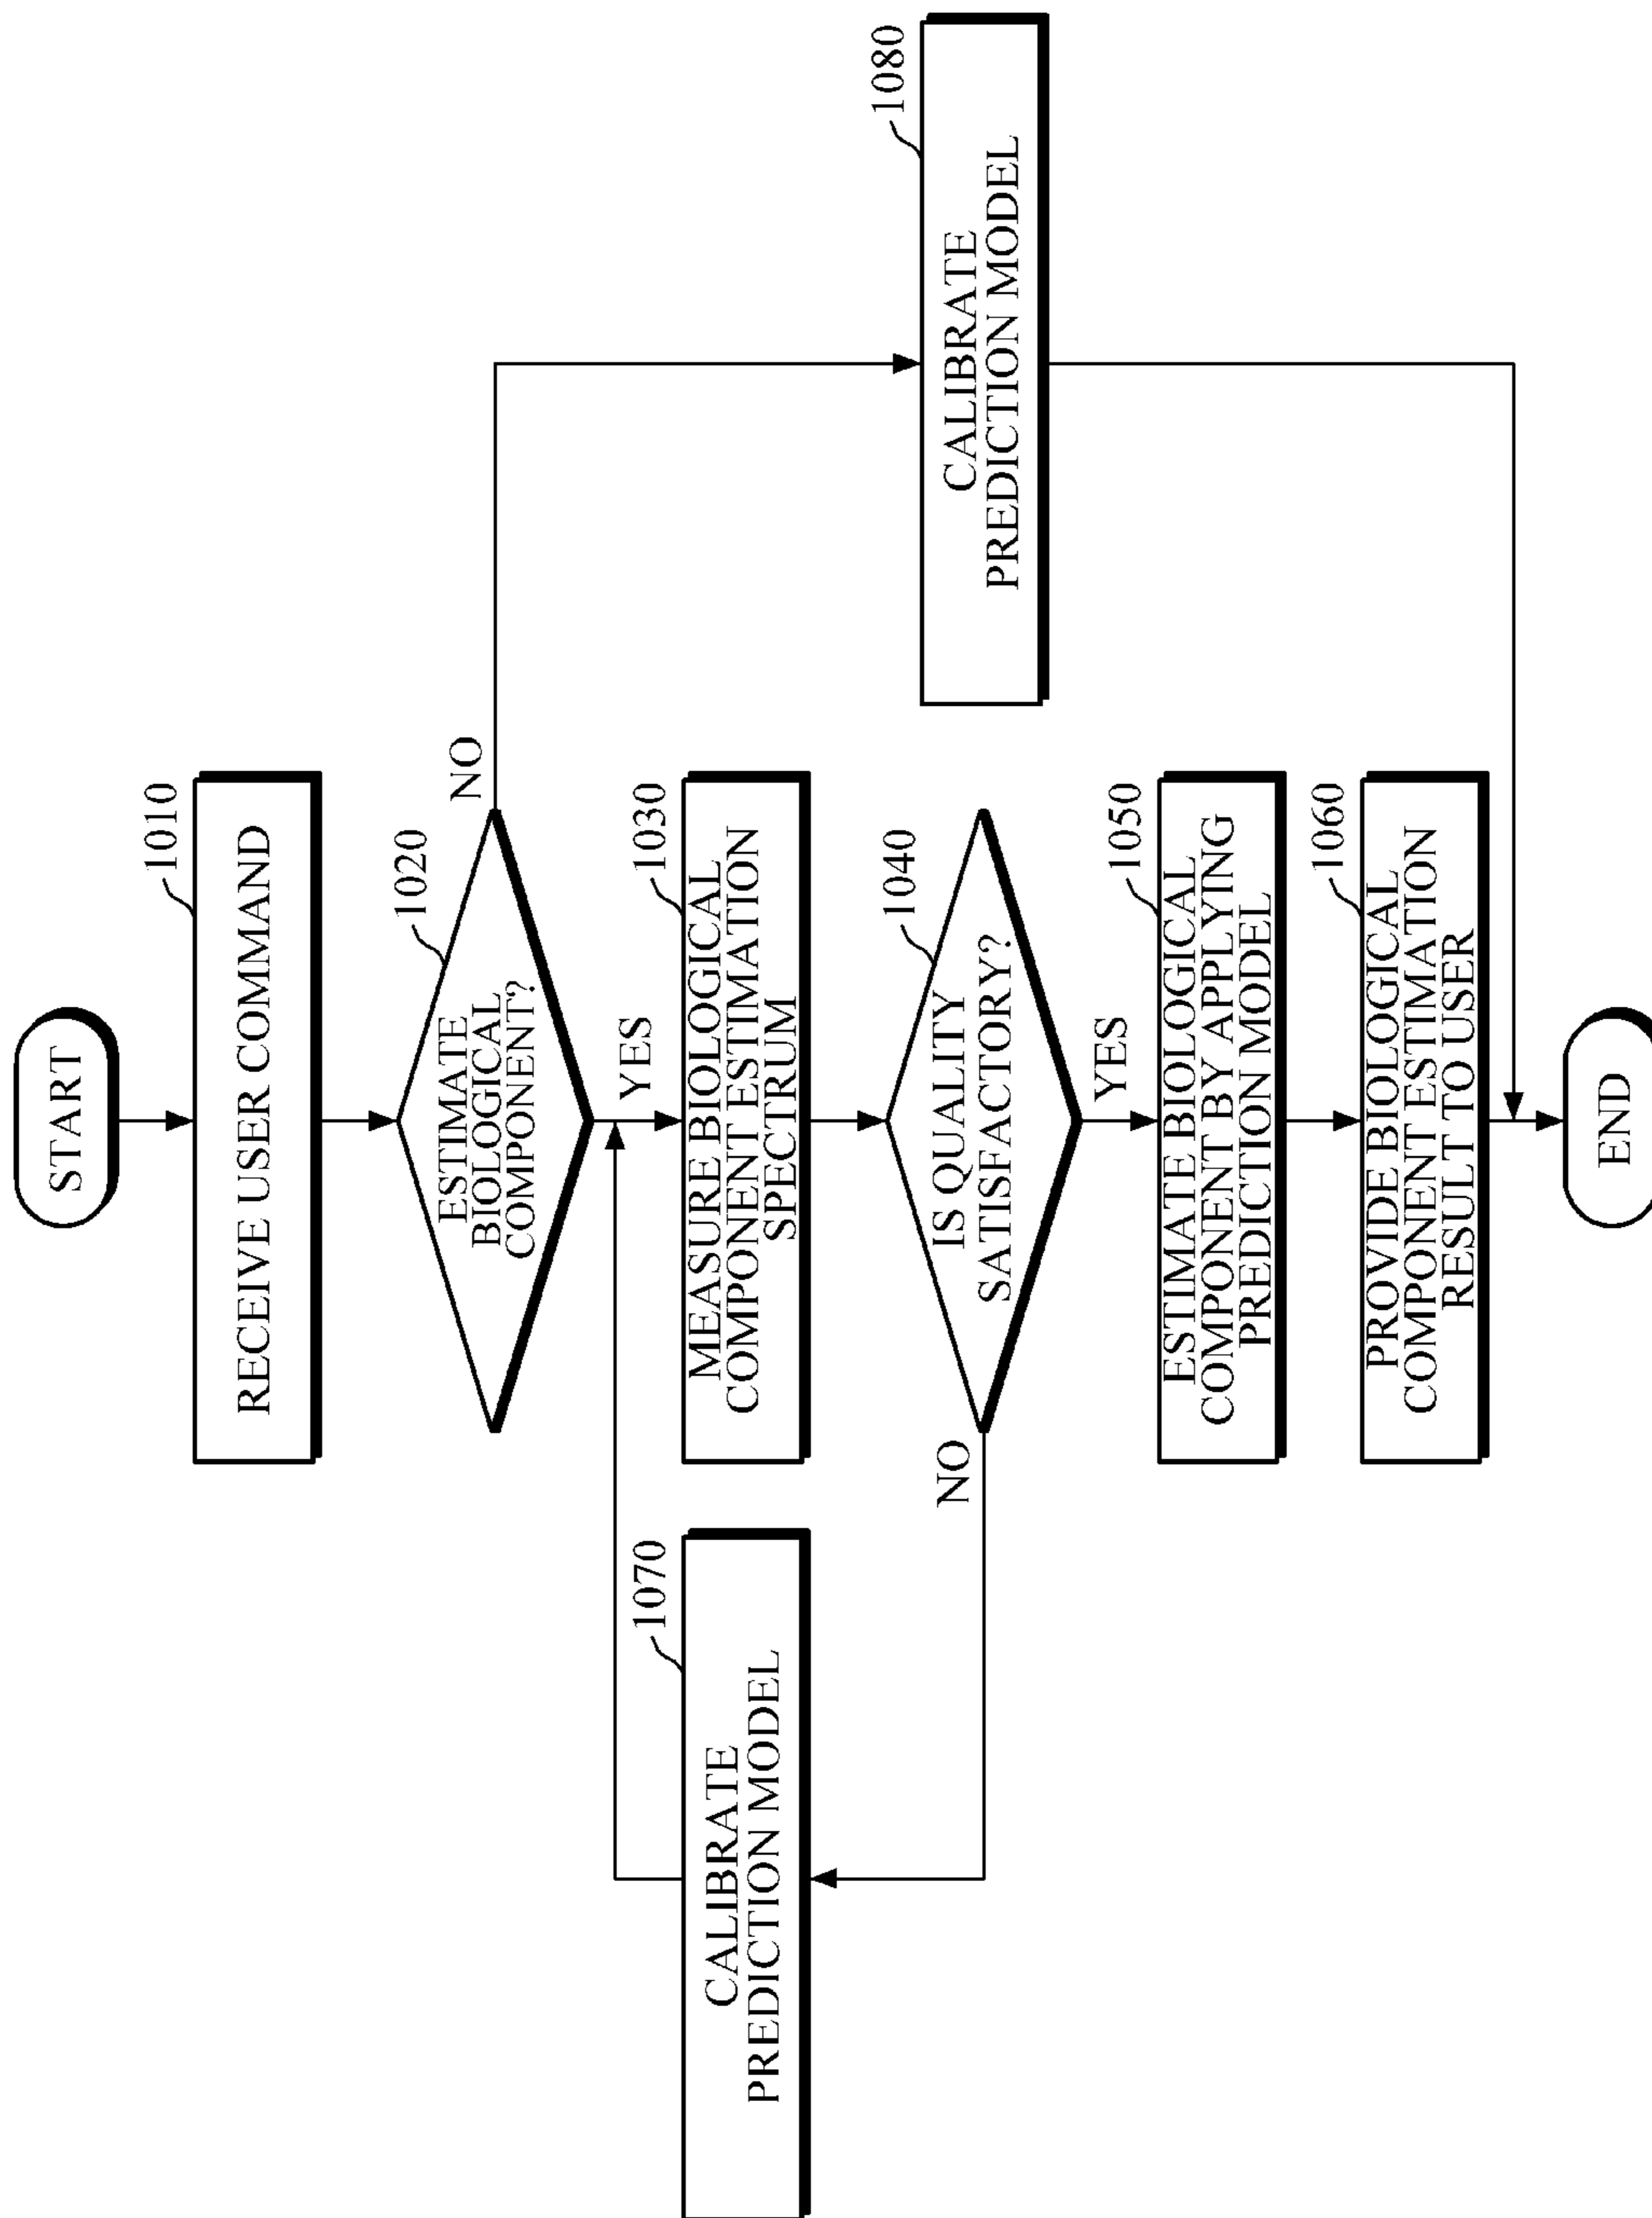 START
1010
RECEIVE USER COMMAND
1020
ESTIMATE
BIOLOGICAL
COMPONENT?
NO
YES
1030
MEASURE BIOLOGICAL
COMPONENT ESTIMATION
SPECTRUM
1040
IS QUALITY
SATISFACTORY?
NO
YES
1050
ESTIMATE BIOLOGICAL
COMPONENT BY APPLYING
PREDICTION MODEL
1060
PROVIDE BIOLOGICAL
COMPONENT ESTIMATION
RESULT TO USER
1070
CALIBRATE
PREDICTION MODEL
1080
CALIBRATE
PREDICTION MODEL
END